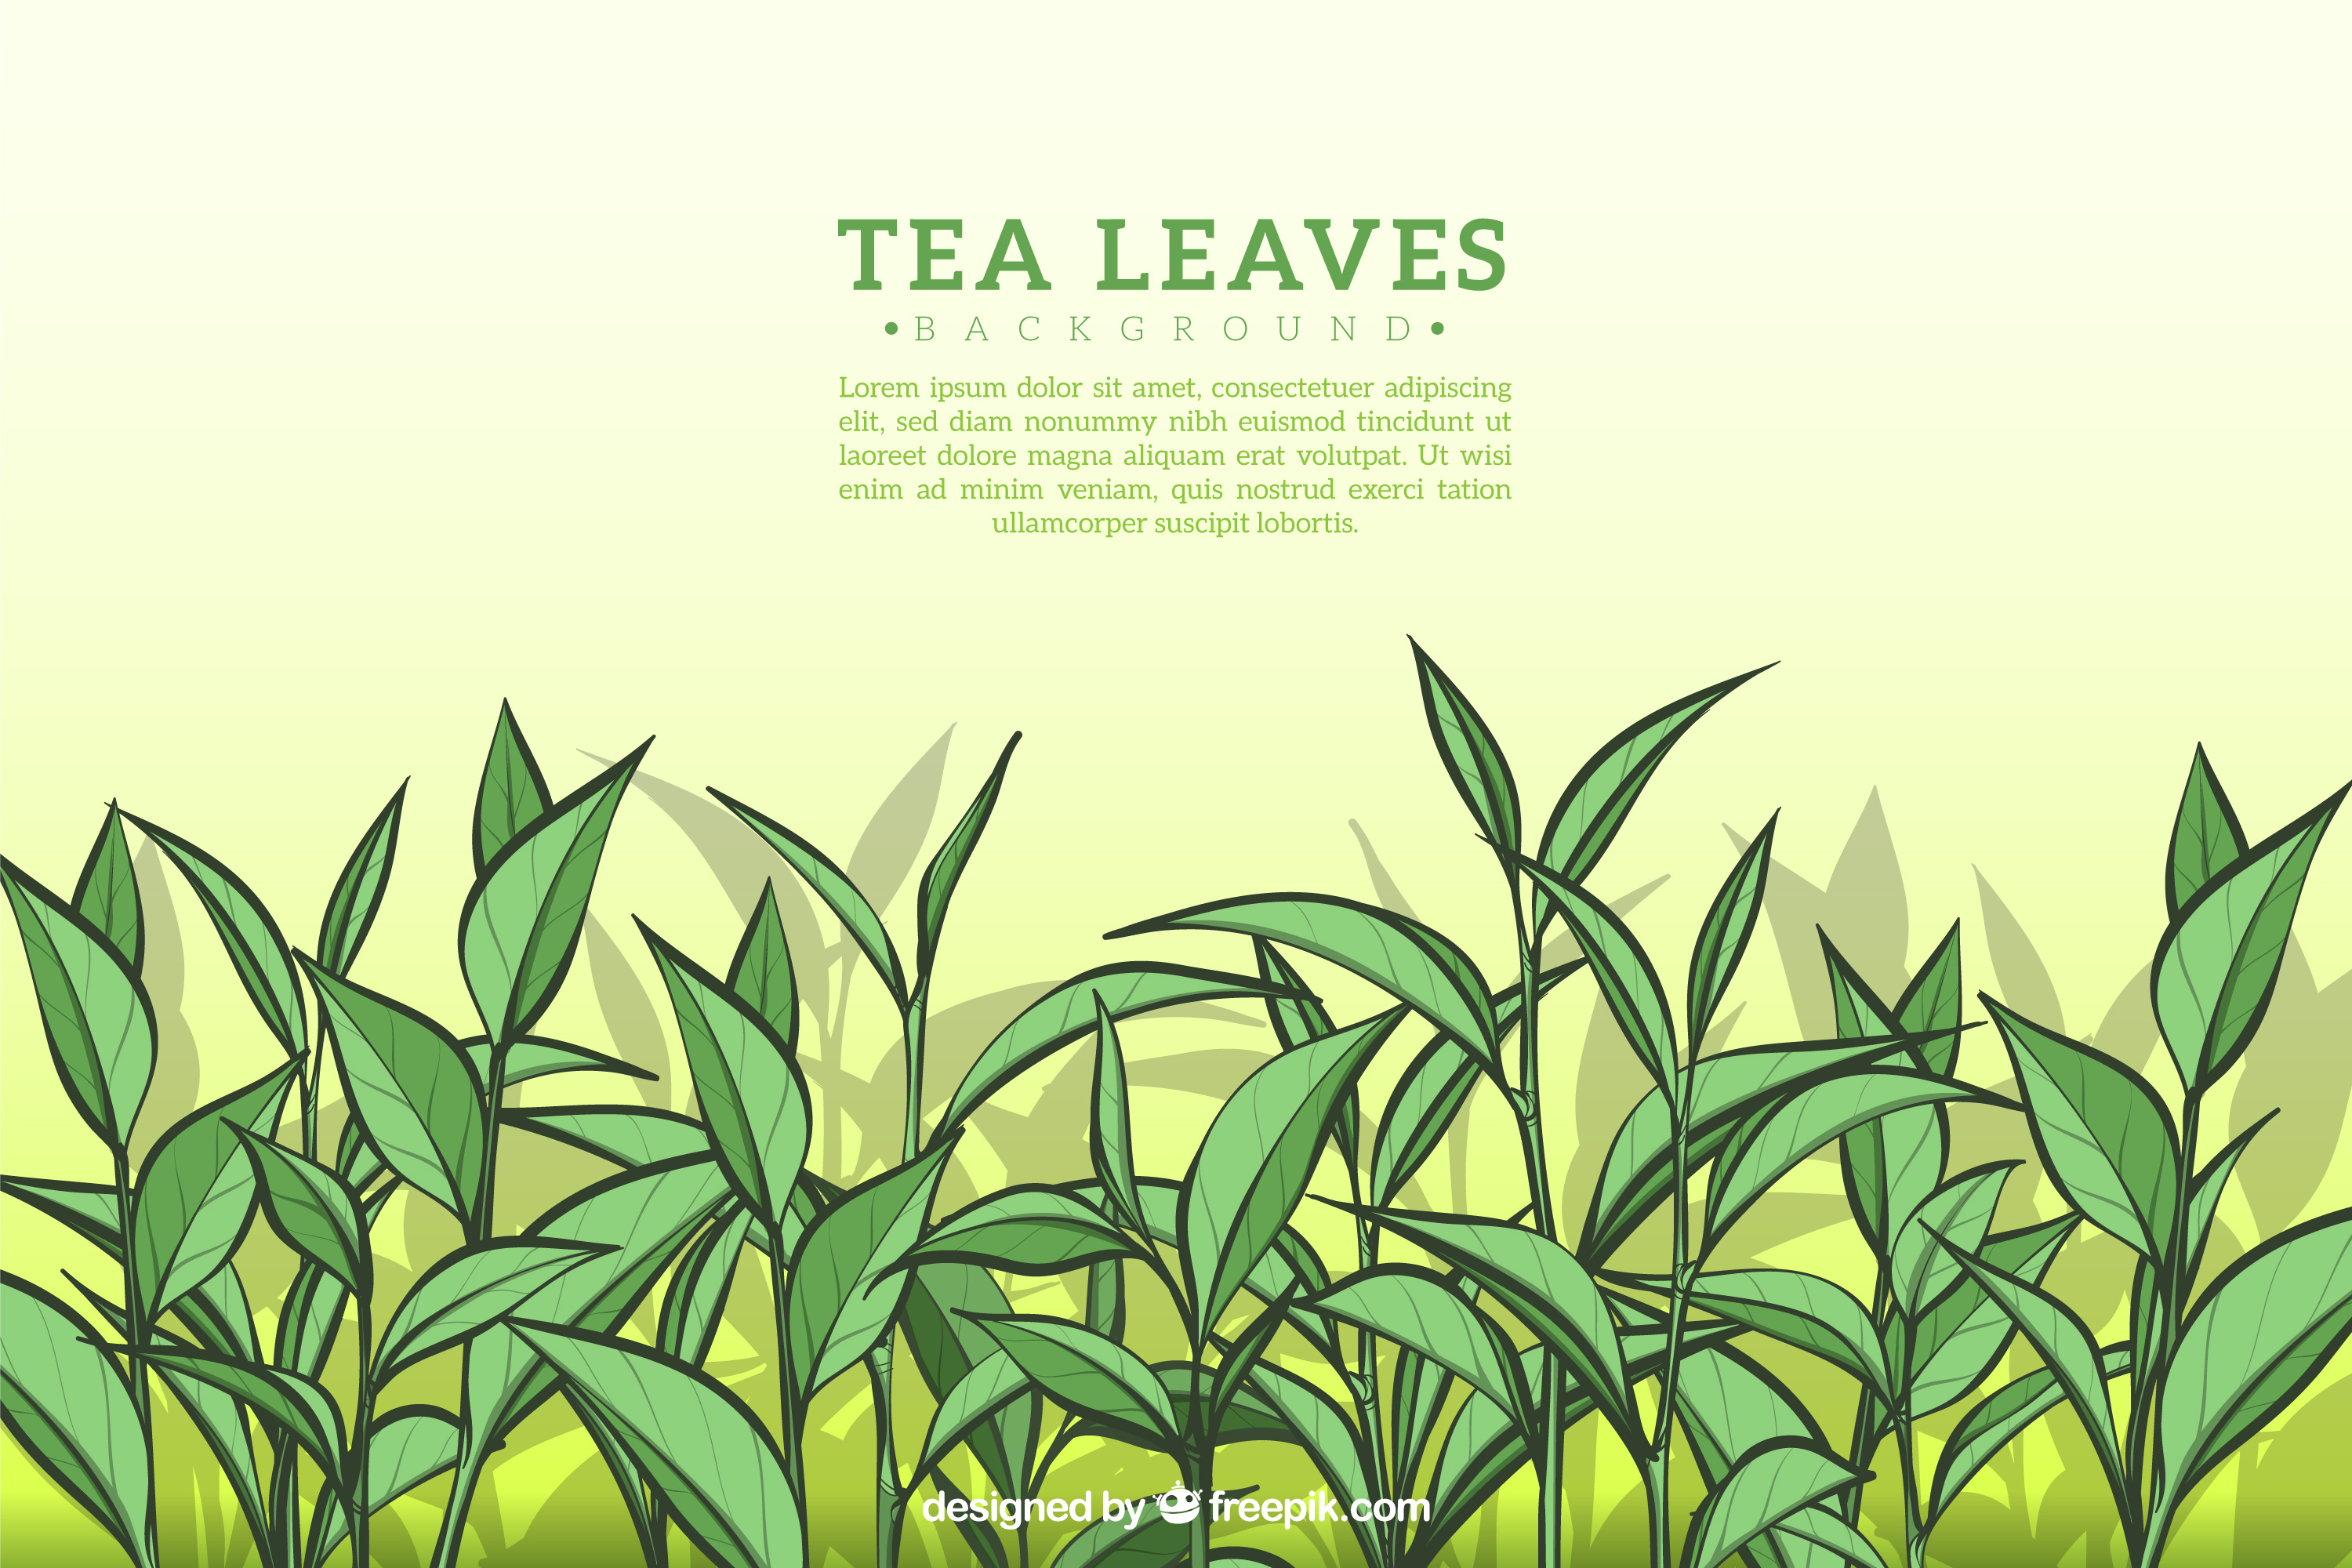 TEA LEAVES
• BACKGROUND •
Lorem ipsum dolor sit amet, consectetuer adipiscing
elit, sed diam nonummy nibh euismod tincidunt ut
laoreet dolore magna aliquam erat volutpat. Ut wisi
enim ad minim veniam, quis nostrud exerci tation
ullamcorper suscipit lobortis.
designed by freepik.com